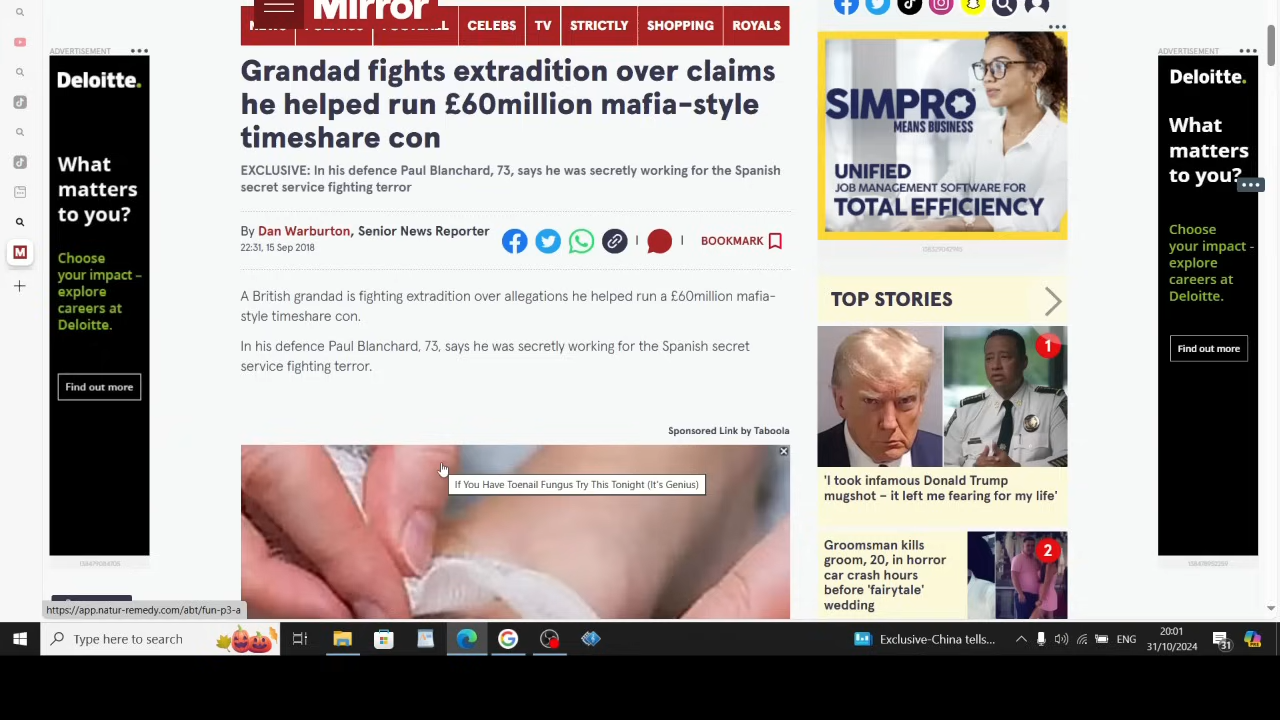 Mirror
NEWS POLITICS FOOTBALL CELEBS TV STRICTLY SHOPPING ROYALS
Grandad fights extradition over claims
he helped run £60million mafia-style
timeshare con
EXCLUSIVE: In his defence Paul Blanchard, 73, says he was secretly working for the Spanish
secret service fighting terror
By Dan Warburton, Senior News Reporter
22:31, 15 Sep 2018
BOOKMARK
A British grandad is fighting extradition over allegations he helped run a £60million mafia-
style timeshare con.
In his defence Paul Blanchard, 73, says he was secretly working for the Spanish secret
service fighting terror.
Sponsored Link by Taboola
If You Have Toenail Fungus Try This Tonight (It's Genius)
ADVERTISEMENT
Deloitte.
What
matters
to you?
Choose
your impact –
explore
careers at
Deloitte.
Find out more
SIMPRO
MEANS BUSINESS
UNIFIED
JOB MANAGEMENT SOFTWARE FOR
TOTAL EFFICIENCY
TOP STORIES
1
'I took infamous Donald Trump
mugshot – it left me fearing for my life'
Groomsman kills
groom, 20, in horror
car crash hours
before 'fairytale'
wedding
2
ADVERTISEMENT
Deloitte.
What
matters
to you?
Choose
your impact -
explore
careers at
Deloitte.
Find out more
https://app.natur-remedy.com/abt/fun-p3-a
Type here to search
Exclusive-China tells...
ENG
20:01
31/10/2024
31